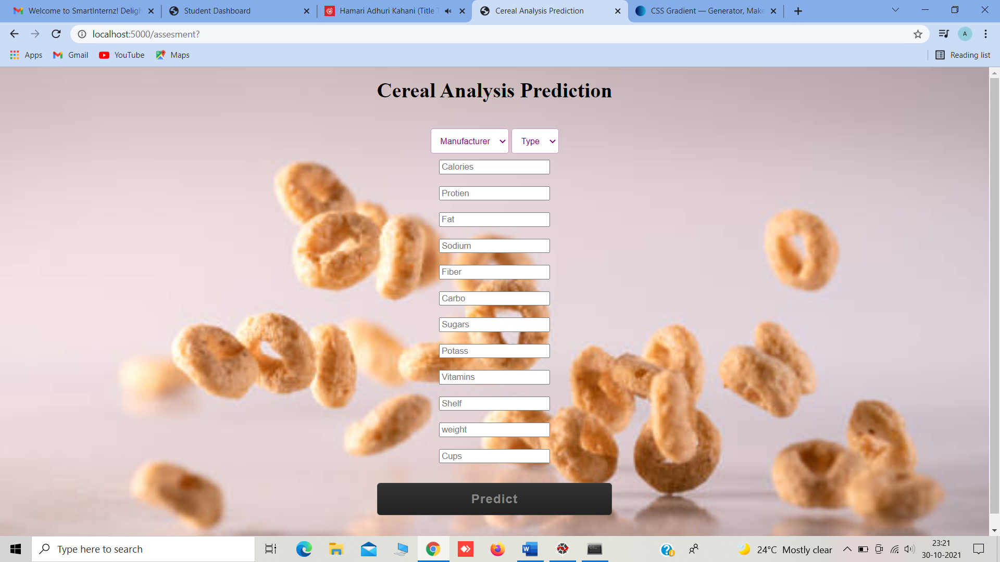 Welcome to SmartInternz! Deligh
Student Dashboard
Hamari Adhuri Kahani (Title T
Cereal Analysis Prediction
CSS Gradient — Generator, Make
localhost:5000/assesment?
A
Apps
Gmail
YouTube
Maps
Reading list
Cereal Analysis Prediction
Manufacturer
Type
Calories
Protien
Fat
Sodium
Fiber
Carbo
Sugars
Potass
Vitamins
Shelf
weight
Cups
Predict
Type here to search
24°C Mostly clear
23:21
30-10-2021